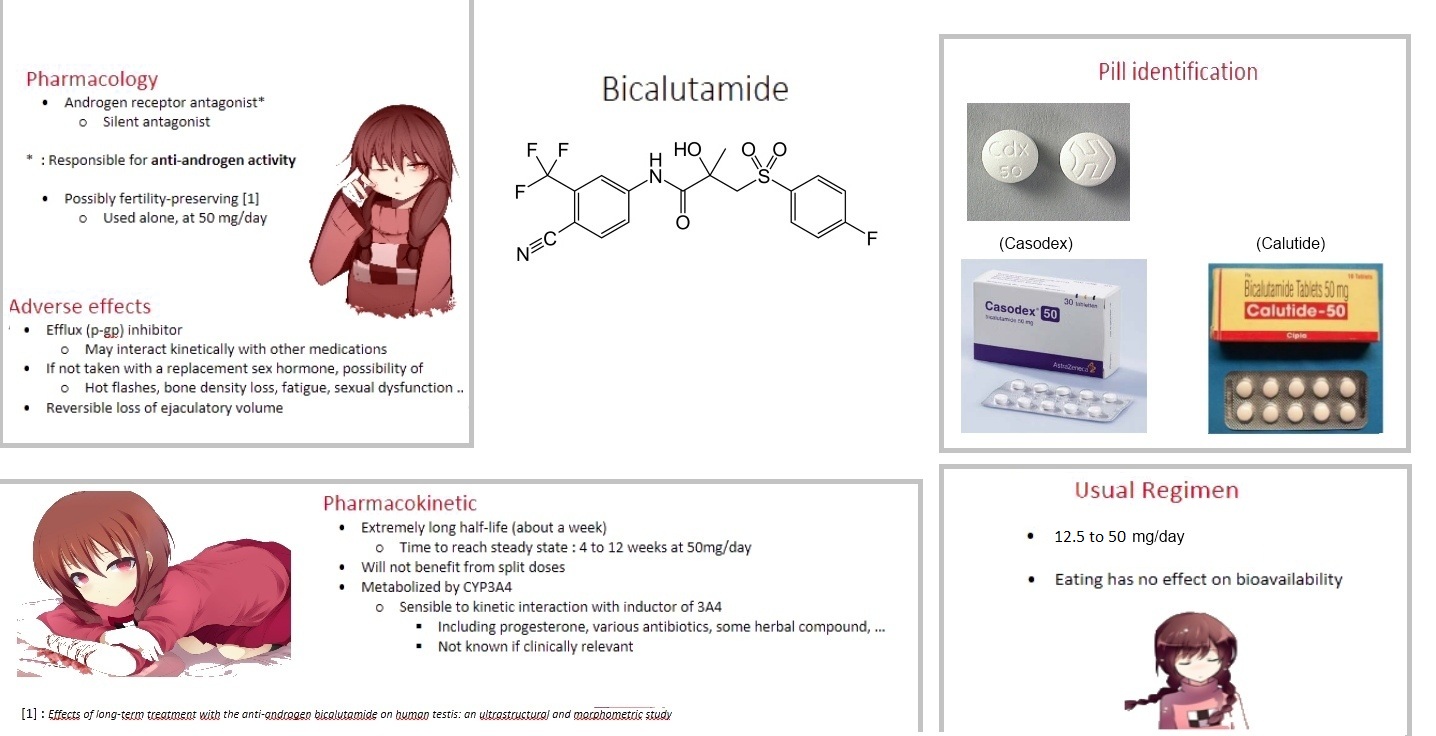 Pharmacology
• Androgen receptor antagonist*
o Silent antagonist
* : Responsible for anti-androgen activity
• Possibly fertility-preserving [1]
o Used alone, at 50 mg/day
Adverse effects
• Efflux (p-gp) inhibitor
o May interact kinetically with other medications
• If not taken with a replacement sex hormone, possibility of
o Hot flashes, bone density loss, fatigue, sexual dysfunction ..
• Reversible loss of ejaculatory volume
Bicalutamide
F F
F
N≡C
H
N
HO
O
O O
S
F
Pill identification
Cdx
50
(Casodex) (Calutide)
30 tabletten
Casodex® 50
bicalutamide 50 mg
AstraZeneca
10 Tablets
Bicalutamide Tablets 50 mg
Calutide-50
Cipla
Pharmacokinetic
• Extremely long half-life (about a week)
o Time to reach steady state : 4 to 12 weeks at 50mg/day
• Will not benefit from split doses
• Metabolized by CYP3A4
o Sensible to kinetic interaction with inductor of 3A4
▪ Including progesterone, various antibiotics, some herbal compound, ...
▪ Not known if clinically relevant
[1] : Effects of long-term treatment with the anti-androgen bicalutamide on human testis: an ultrastructural and morphometric study
Usual Regimen
• 12.5 to 50 mg/day
• Eating has no effect on bioavailability